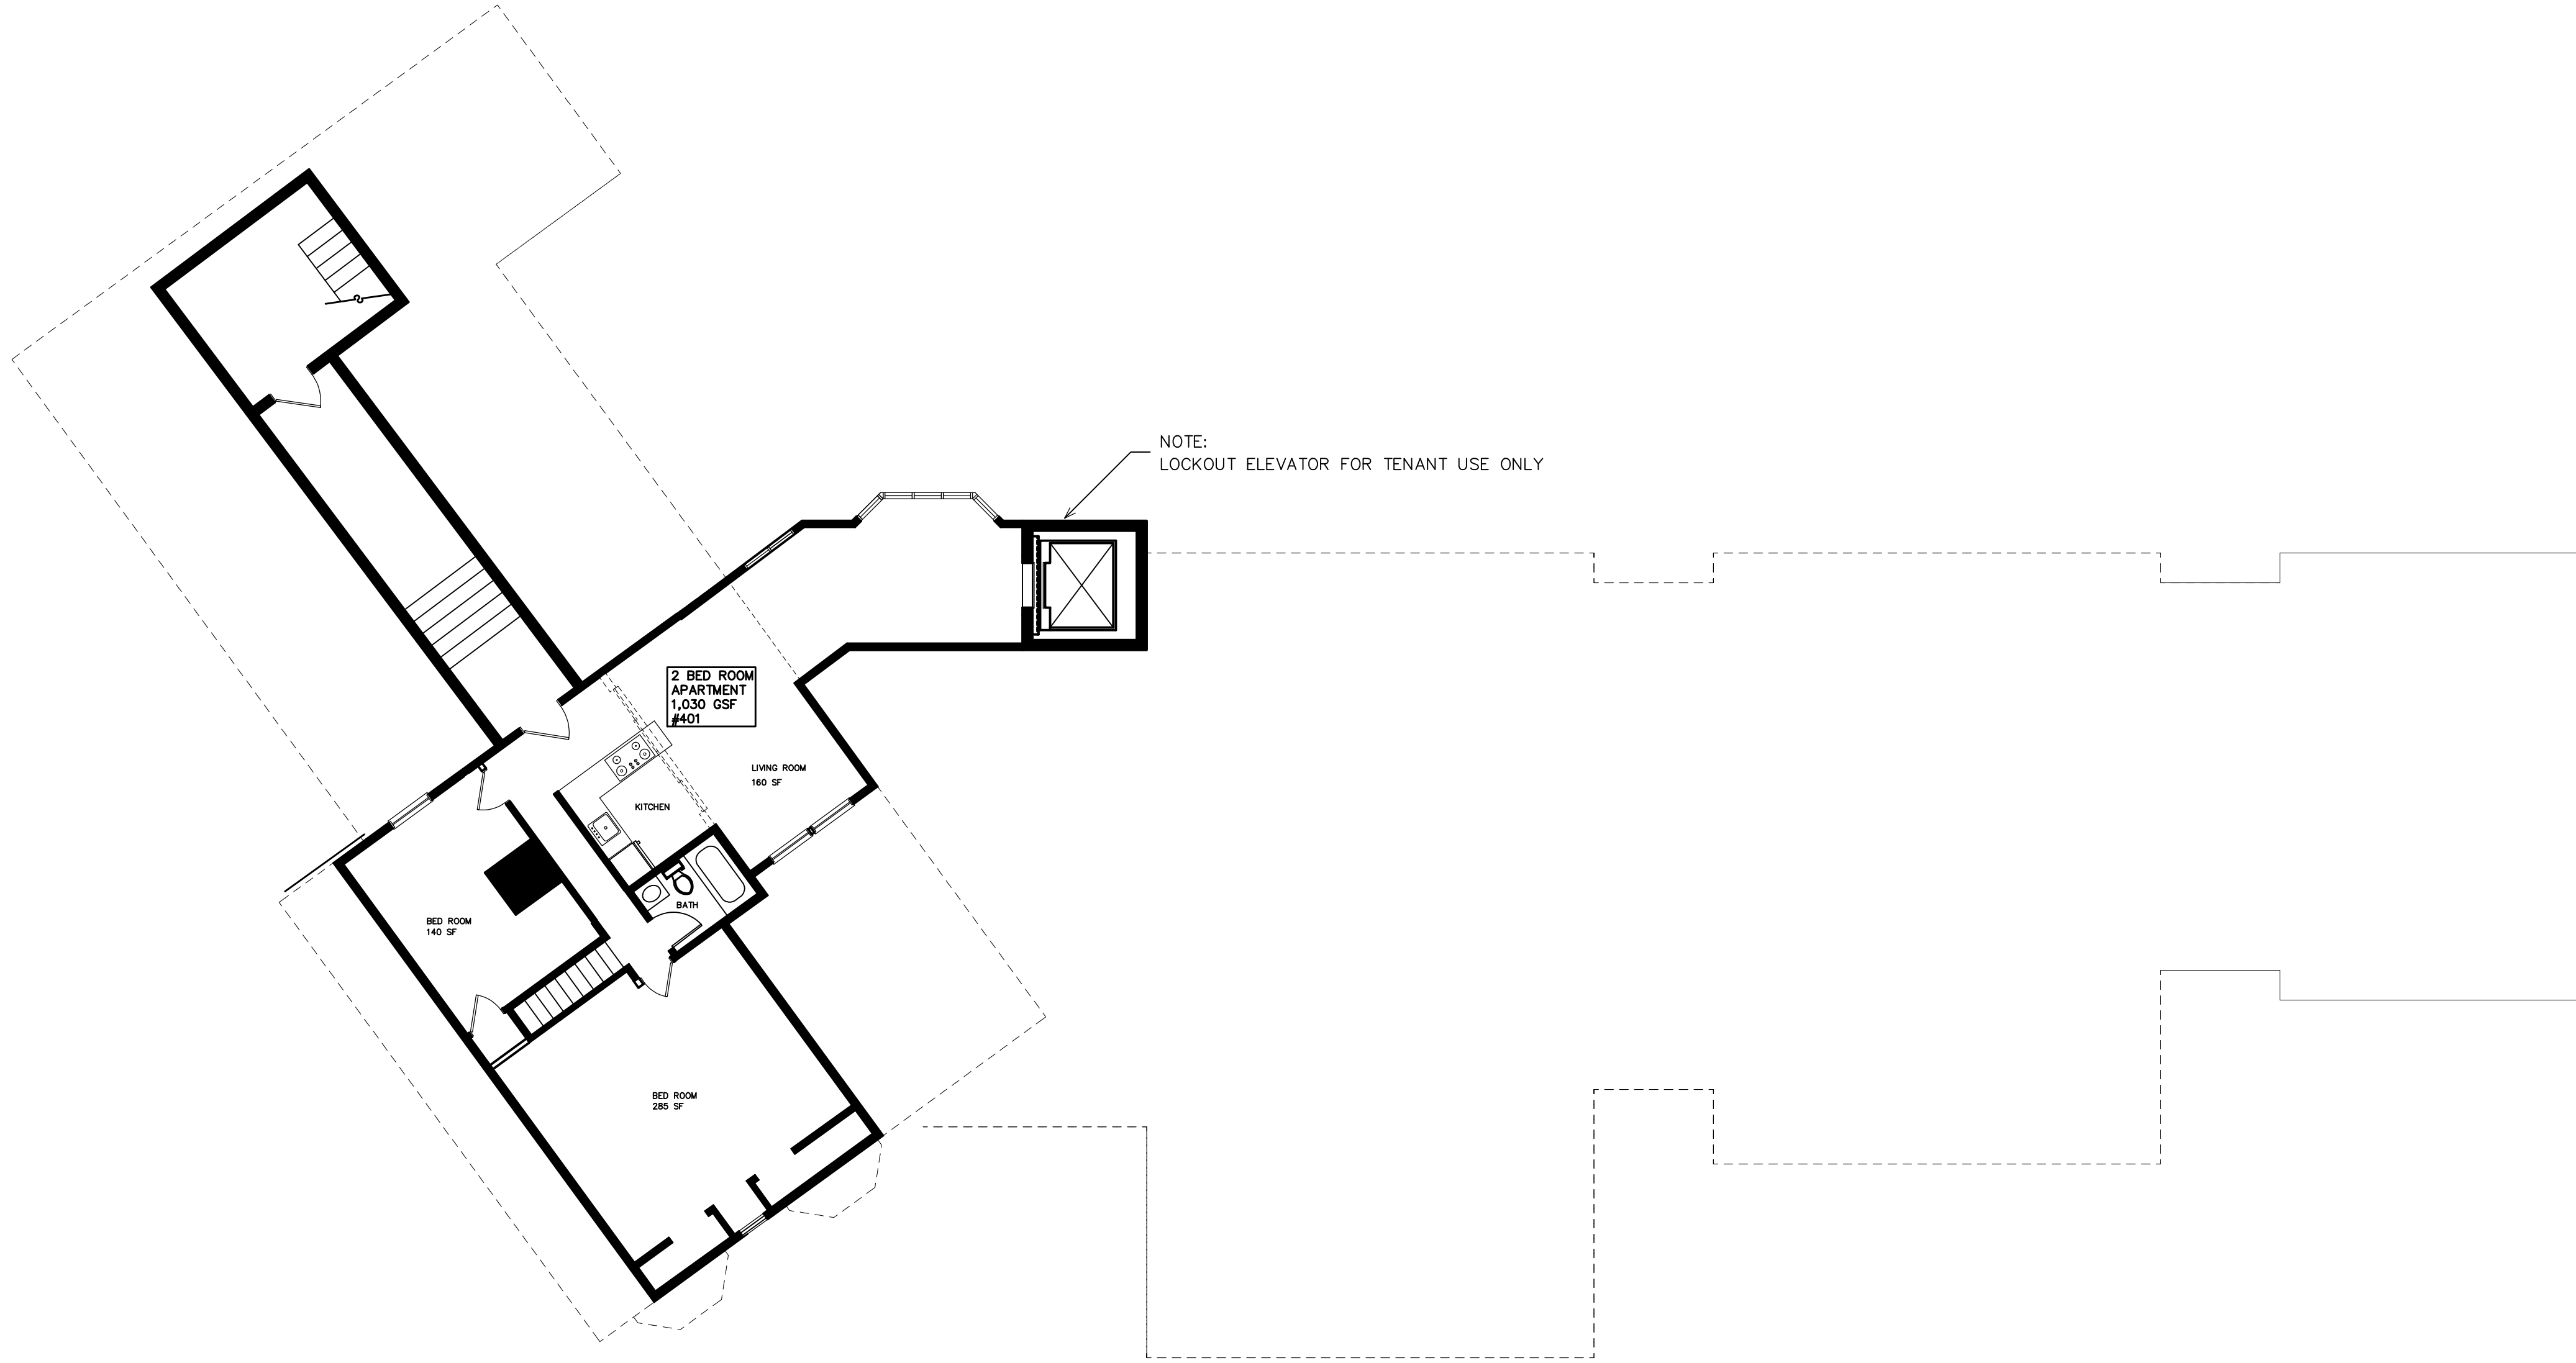 NOTE:
LOCKOUT ELEVATOR FOR TENANT USE ONLY
2 BED ROOM
APARTMENT
1,030 GSF
#401
LIVING ROOM
160 SF
KITCHEN
BATH
BED ROOM
140 SF
BED ROOM
285 SF